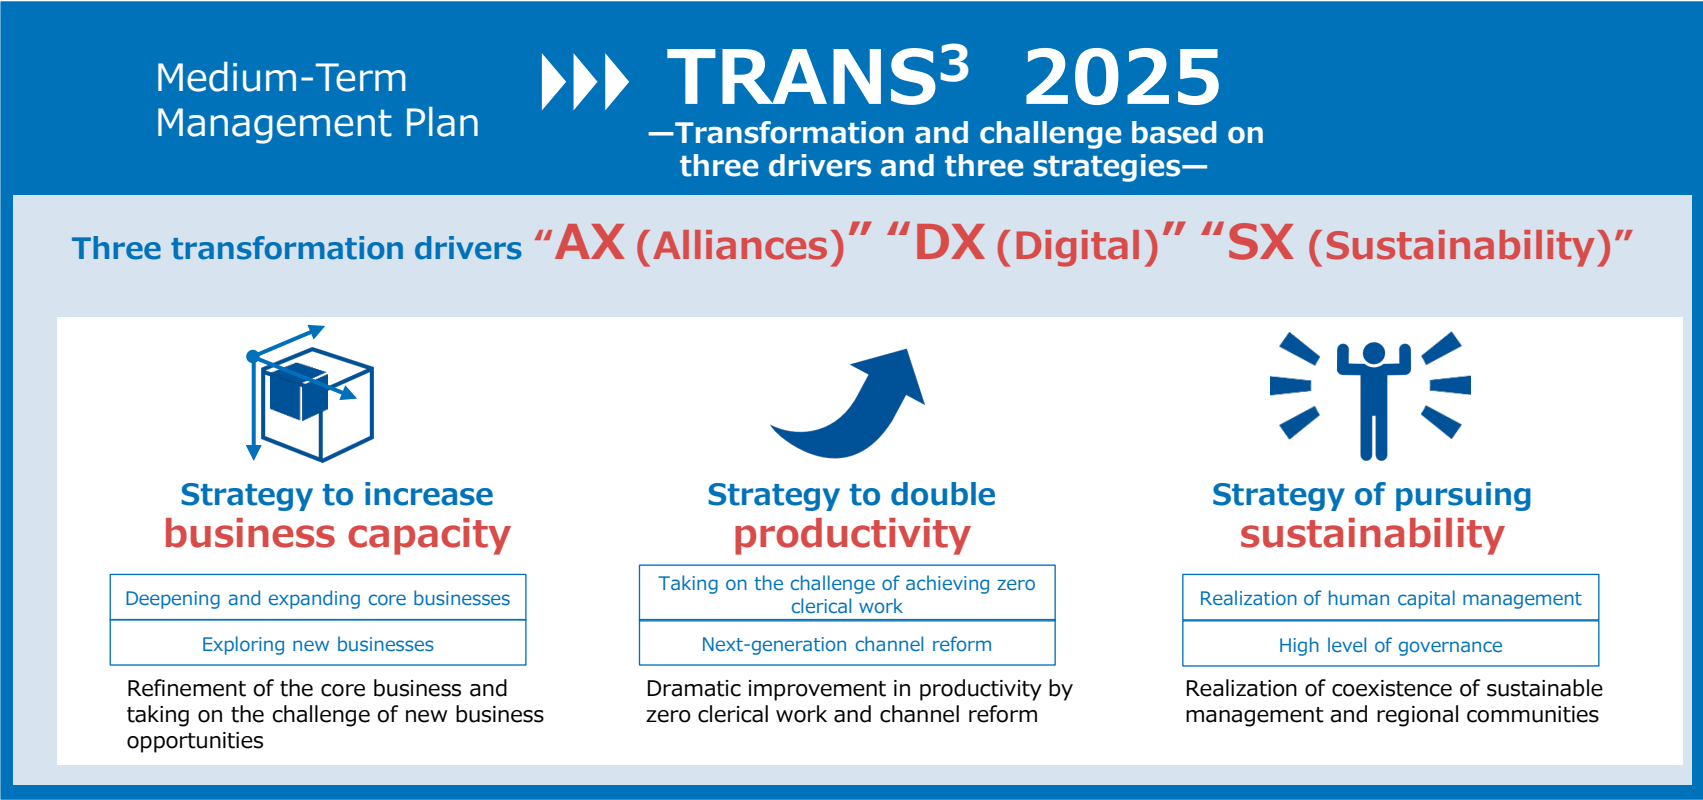 Medium-Term
Management Plan
TRANS³ 2025
—Transformation and challenge based on
three drivers and three strategies—
Three transformation drivers “AX (Alliances)” “DX (Digital)” “SX (Sustainability)”
Strategy to increase
business capacity
Deepening and expanding core businesses
Exploring new businesses
Refinement of the core business and
taking on the challenge of new business
opportunities
Strategy to double
productivity
Taking on the challenge of achieving zero
clerical work
Next-generation channel reform
Dramatic improvement in productivity by
zero clerical work and channel reform
Strategy of pursuing
sustainability
Realization of human capital management
High level of governance
Realization of coexistence of sustainable
management and regional communities